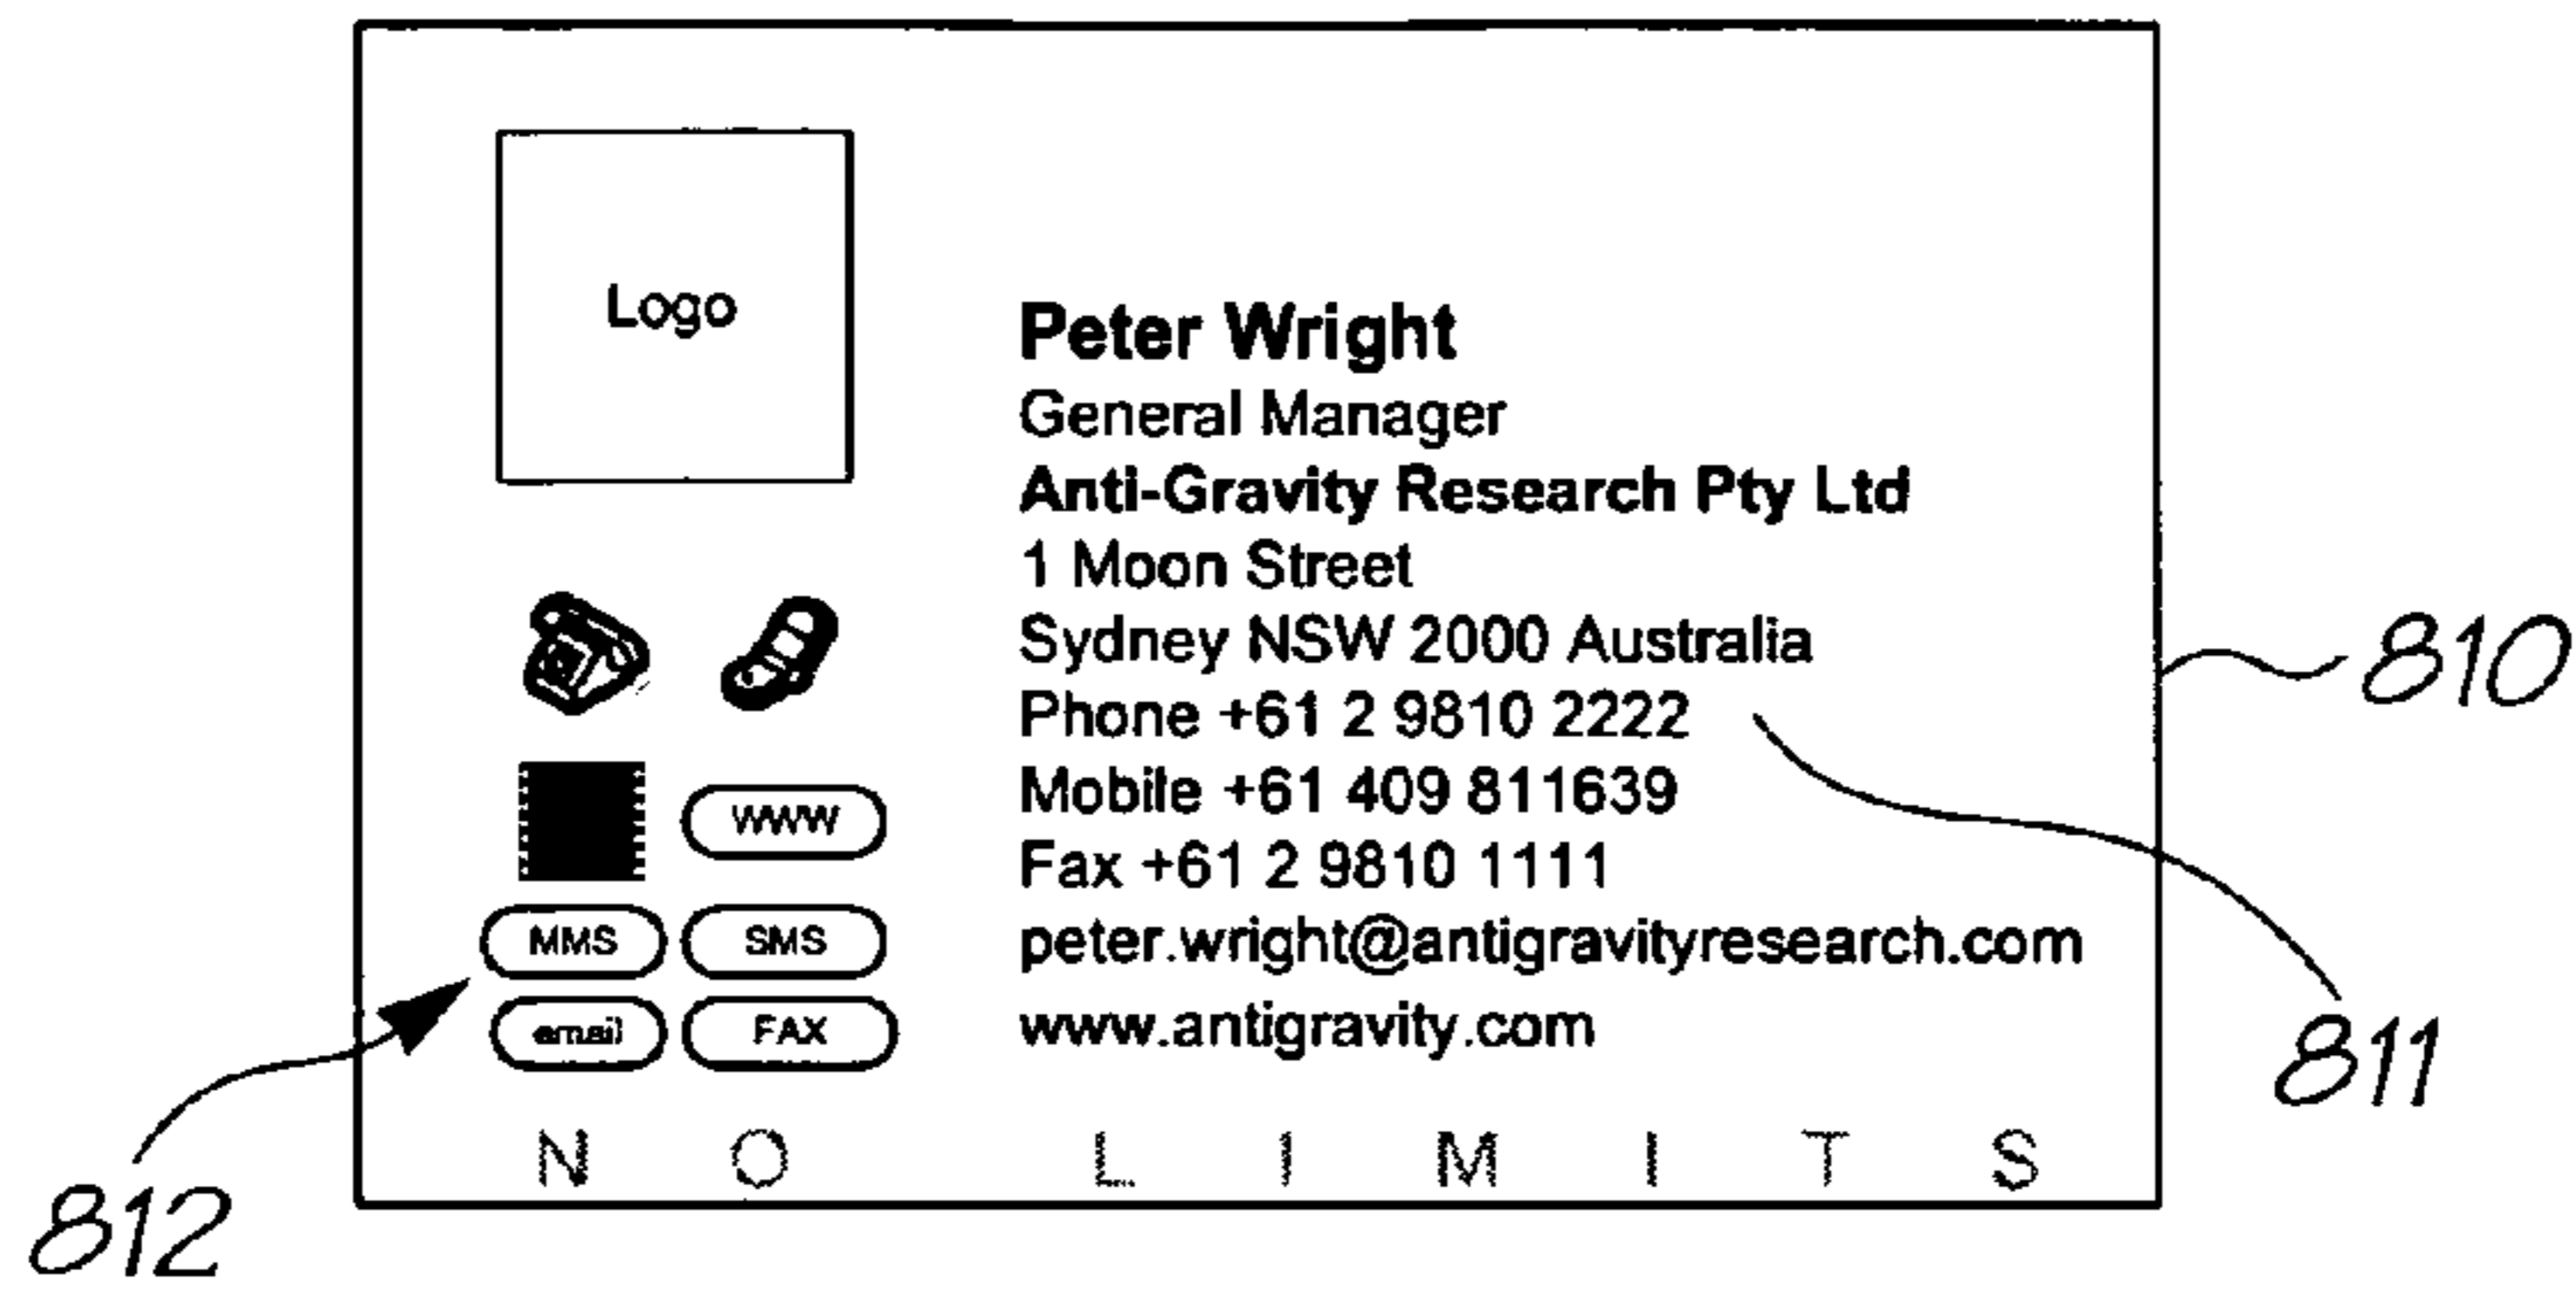 Logo
Peter Wright
General Manager
Anti-Gravity Research Pty Ltd
1 Moon Street
Sydney NSW 2000 Australia
Phone +61 2 9810 2222
Mobile +61 409 811639
Fax +61 2 9810 1111
peter.wright@antigravityresearch.com
www.antigravity.com
WWW
MMS SMS
email FAX
N O L I M I T S
810
811
812